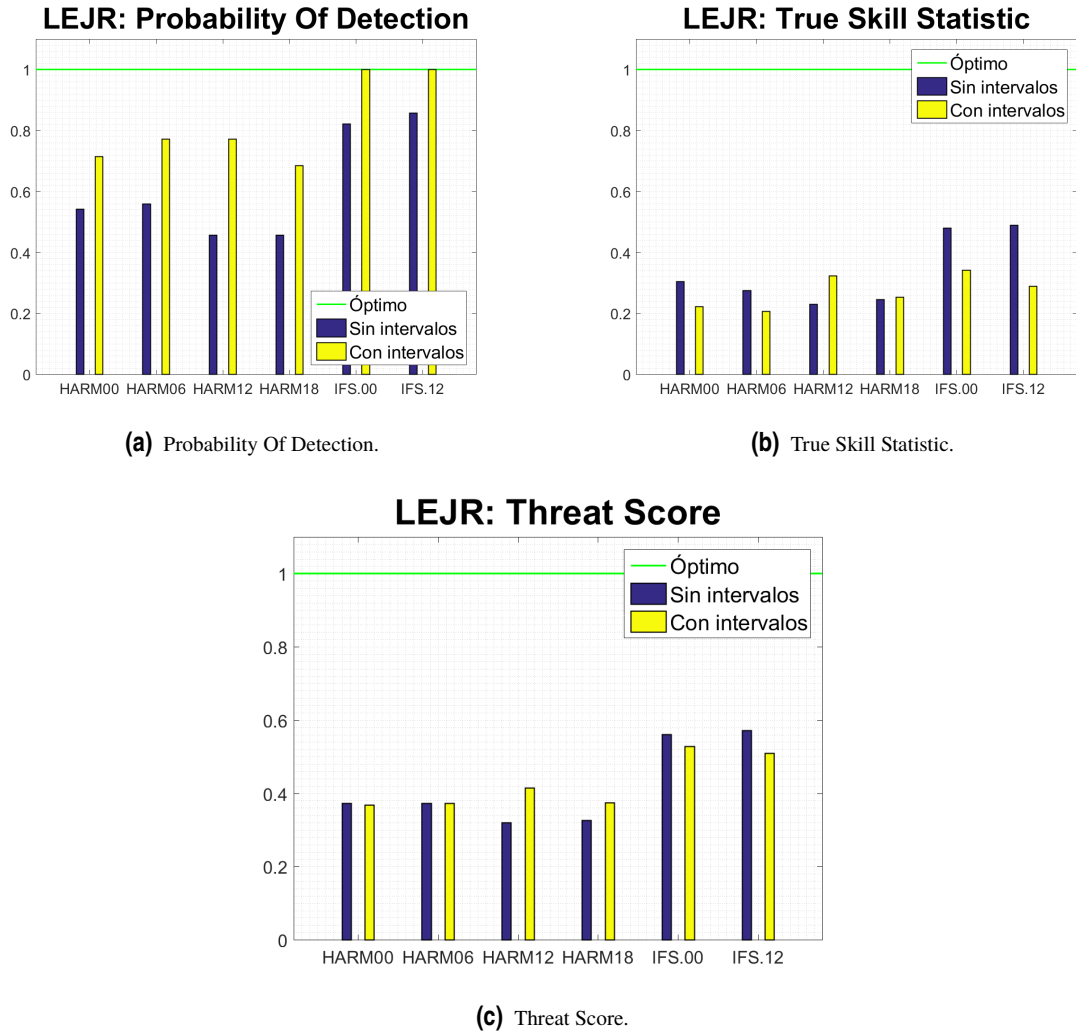 LEJR: Probability Of Detection
1
0.8
0.6
0.4
0.2
0
Óptimo
Sin intervalos
Con intervalos
HARM00 HARM06 HARM12 HARM18 IFS.00 IFS.12
(a) Probability Of Detection.
LEJR: True Skill Statistic
Óptimo
Sin intervalos
Con intervalos
1
0.8
0.6
0.4
0.2
0
HARM00 HARM06 HARM12 HARM18 IFS.00 IFS.12
(b) True Skill Statistic.
LEJR: Threat Score
Óptimo
Sin intervalos
Con intervalos
1
0.8
0.6
0.4
0.2
0
HARM00 HARM06 HARM12 HARM18 IFS.00 IFS.12
(c) Threat Score.